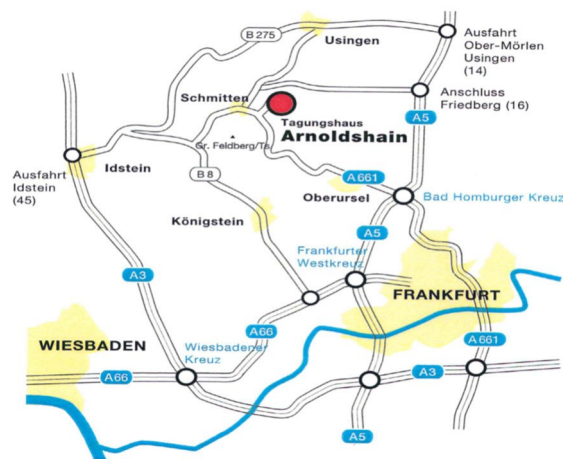 B 275
Usingen
Ausfahrt
Ober-Mörlen
Usingen
(14)
Schmitten
Anschluss
Friedberg (16)
Tagungshaus
Arnoldshain
A5
Gr. Feldberg/Ts.
Idstein
Ausfahrt
Idstein
(45)
B 8
A 661
Oberursel
Bad Homburger Kreuz
Königstein
A5
Frankfurter
Westkreuz
A3
FRANKFURT
WIESBADEN
Wiesbadener
Kreuz
A66
A 661
A66
A3
A5